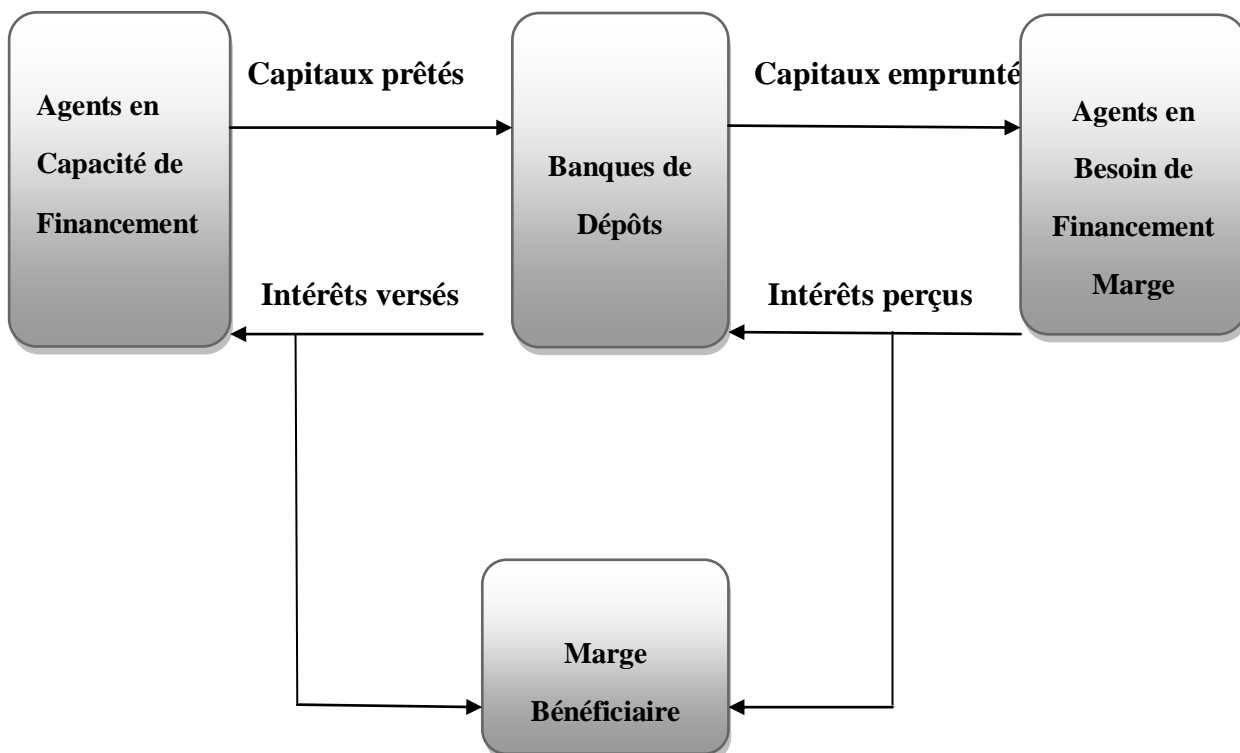 Capitaux prêtés
Capitaux emprunté
Agents en
Capacité de
Financement
Banques de
Dépôts
Agents en
Besoin de
Financement
Marge
Intérêts versés
Intérêts perçus
Marge
Bénéficiaire